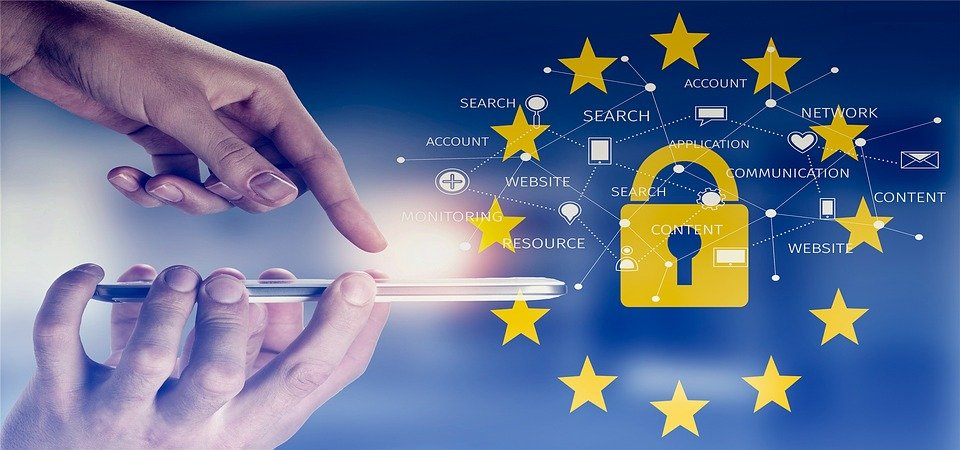 ACCOUNT
SEARCH
SEARCH
NETWORK
ACCOUNT
APPLICATION
COMMUNICATION
WEBSITE
SEARCH
CONTENT
MONITORING
CONTENT
RESOURCE
WEBSITE